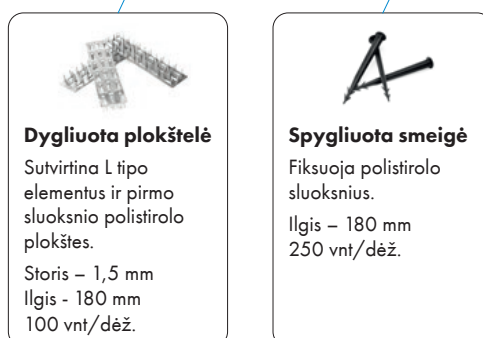 Dygliuota plokštelė
Sutvirtina L tipo
elementus ir pirmo
sluoksnio polistirolo
plokštes.
Storis – 1,5 mm
Ilgis - 180 mm
100 vnt/dėž.
Spygliuota smeigė
Fiksuoja polistirolo
sluoksnius.
Ilgis – 180 mm
250 vnt/dėž.